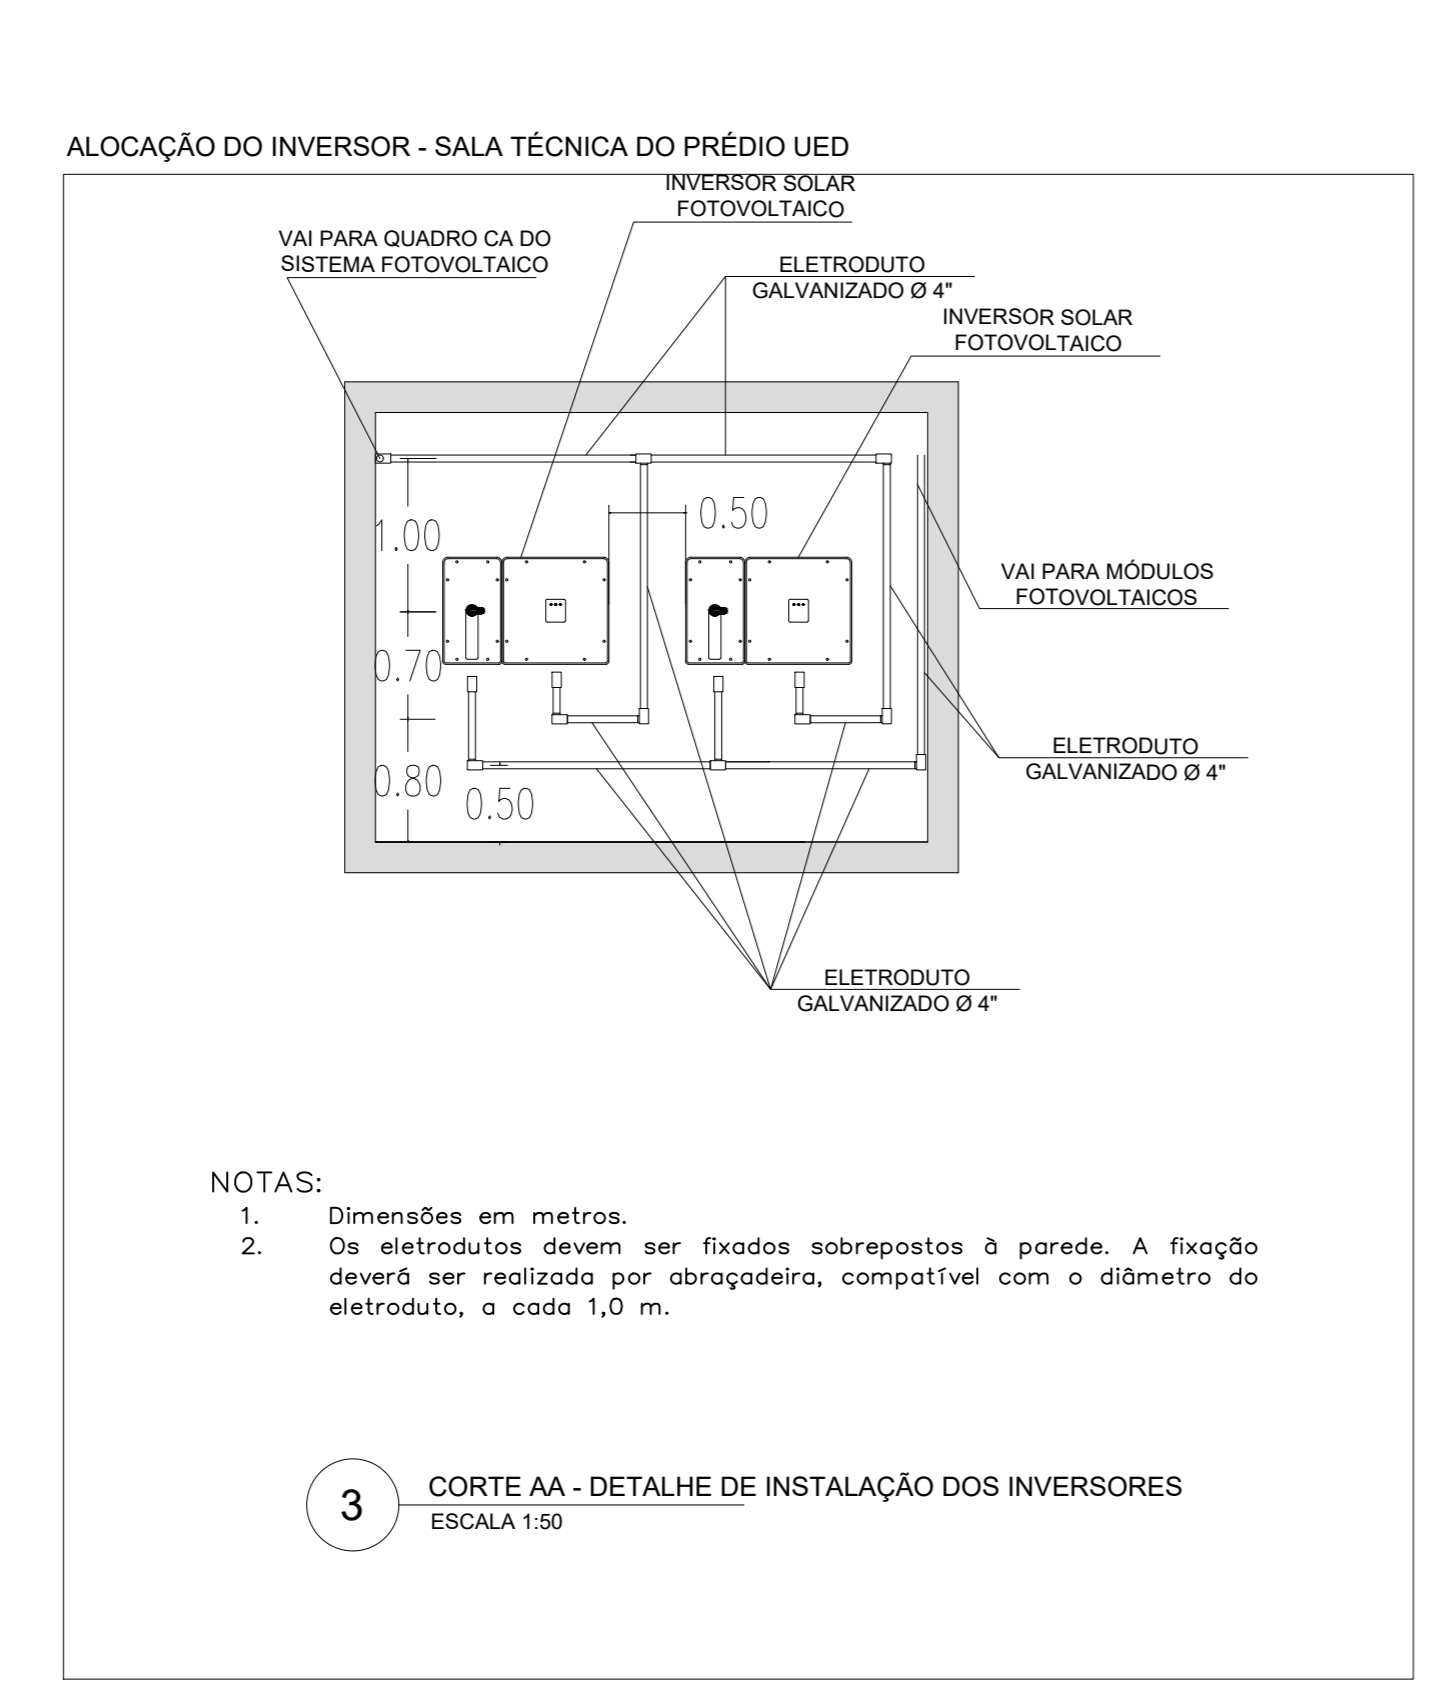 ALOCAÇÃO DO INVERSOR - SALA TÉCNICA DO PRÉDIO UED
INVERSOR SOLAR
FOTOVOLTAICO
VAI PARA QUADRO CA DO
SISTEMA FOTOVOLTAICO
ELETRODUTO
GALVANIZADO Ø 4"
INVERSOR SOLAR
FOTOVOLTAICO
0.50
1.00
VAI PARA MÓDULOS
FOTOVOLTAICOS
0.70
ELETRODUTO
GALVANIZADO Ø 4"
0.80
0.50
ELETRODUTO
GALVANIZADO Ø 4"
NOTAS:
1. Dimensões em metros.
2. Os eletrodutos devem ser fixados sobrepostos à parede. A fixação
deverá ser realizada por abraçadeira, compatível com o diâmetro do
eletroduto, a cada 1,0 m.
3
CORTE AA - DETALHE DE INSTALAÇÃO DOS INVERSORES
ESCALA 1:50